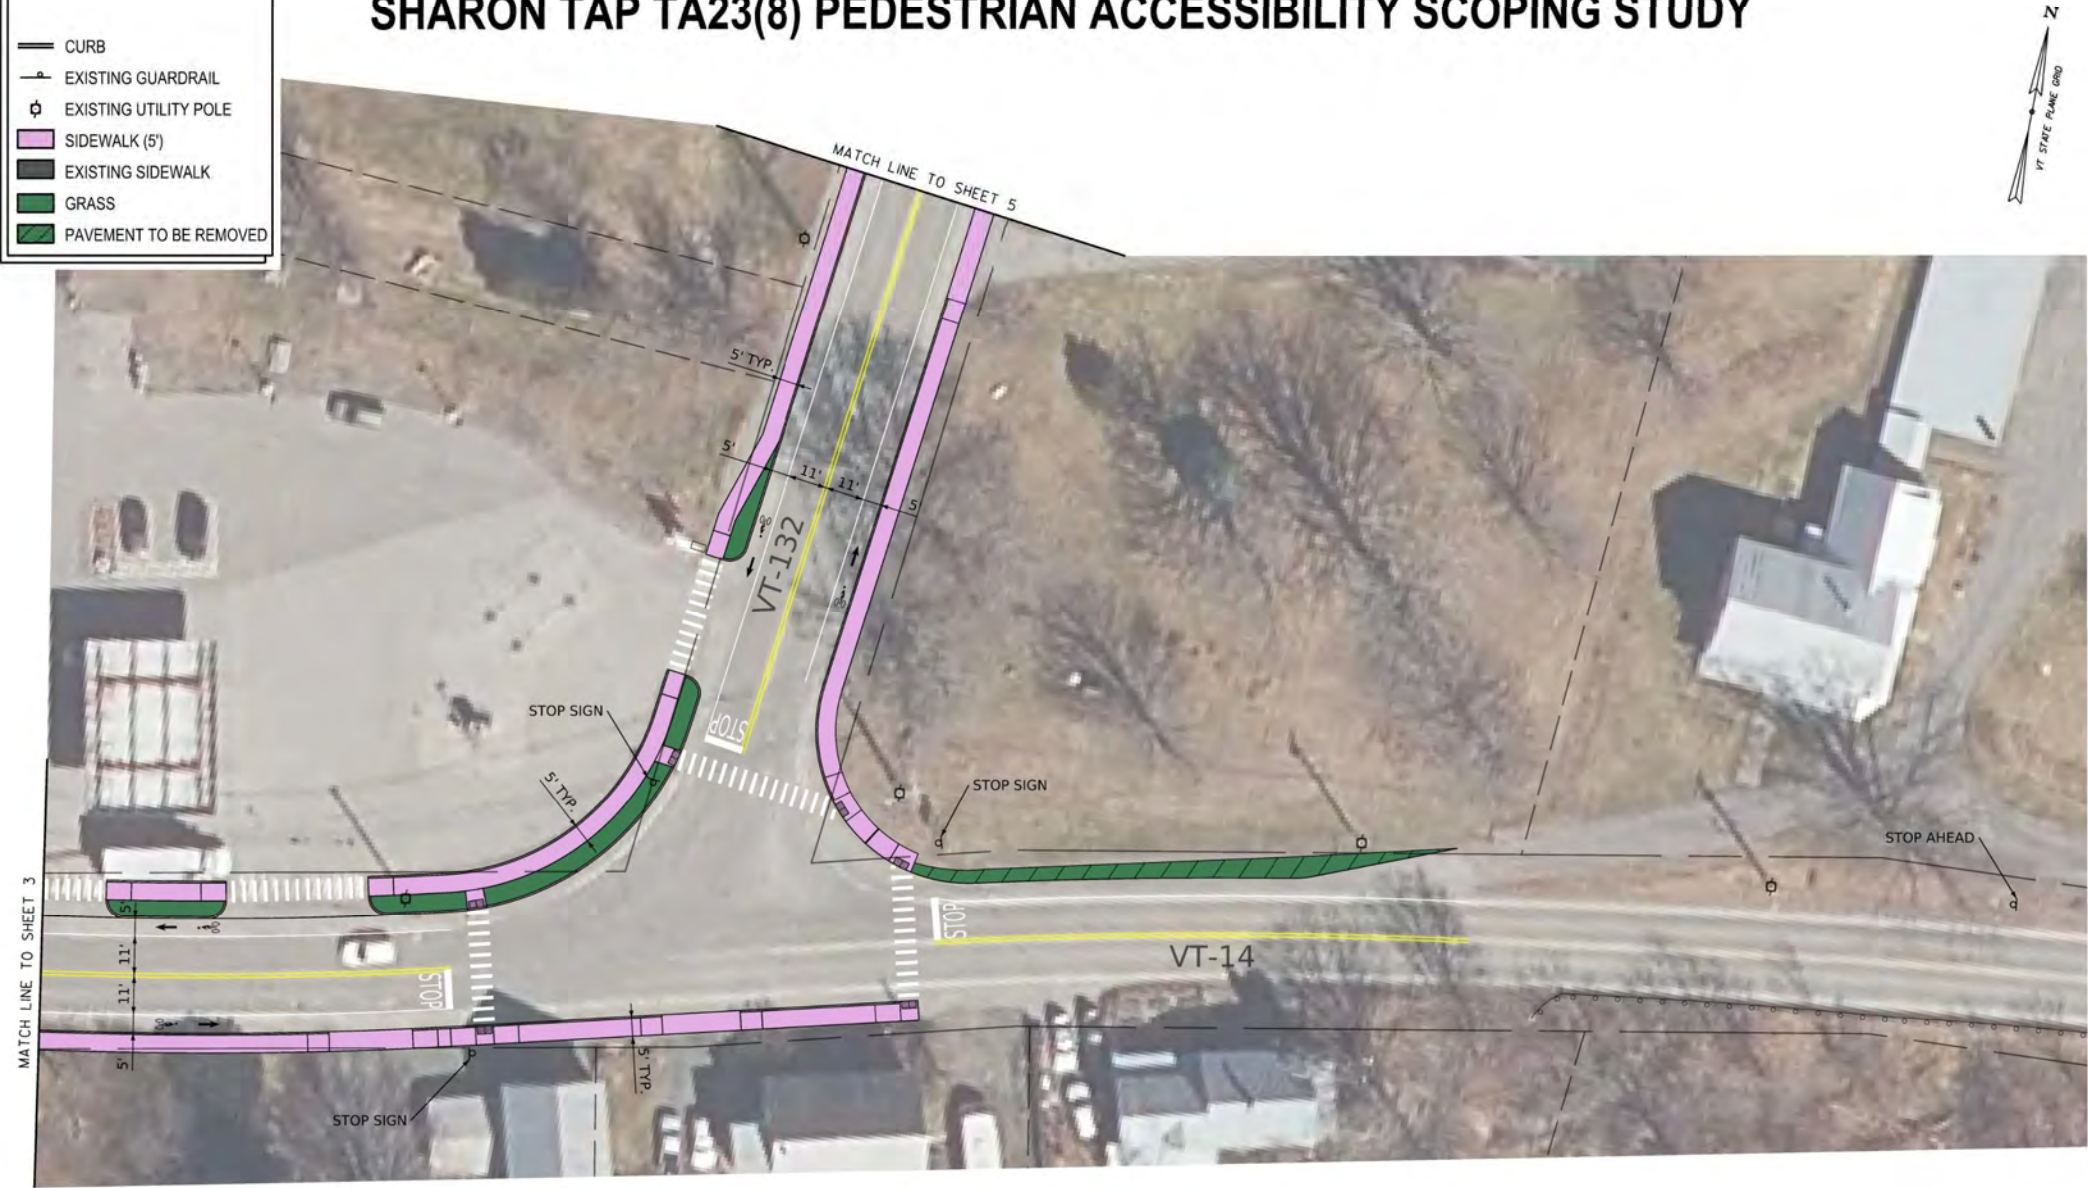 SHARON TAP TA23(8) PEDESTRIAN ACCESSIBILITY SCOPING STUDY
CURB
EXISTING GUARDRAIL
EXISTING UTILITY POLE
SIDEWALK (5')
EXISTING SIDEWALK
GRASS
PAVEMENT TO BE REMOVED
N
VT STATE PLANE GRID
MATCH LINE TO SHEET 5
5' TYP.
5'
11'
11'
5
VT-132
STOP
STOP SIGN
5' TYP.
STOP SIGN
STOP AHEAD
MATCH LINE TO SHEET 3
5'
11'
11'
5'
STOP
STOP
VT-14
5' TYP.
STOP SIGN